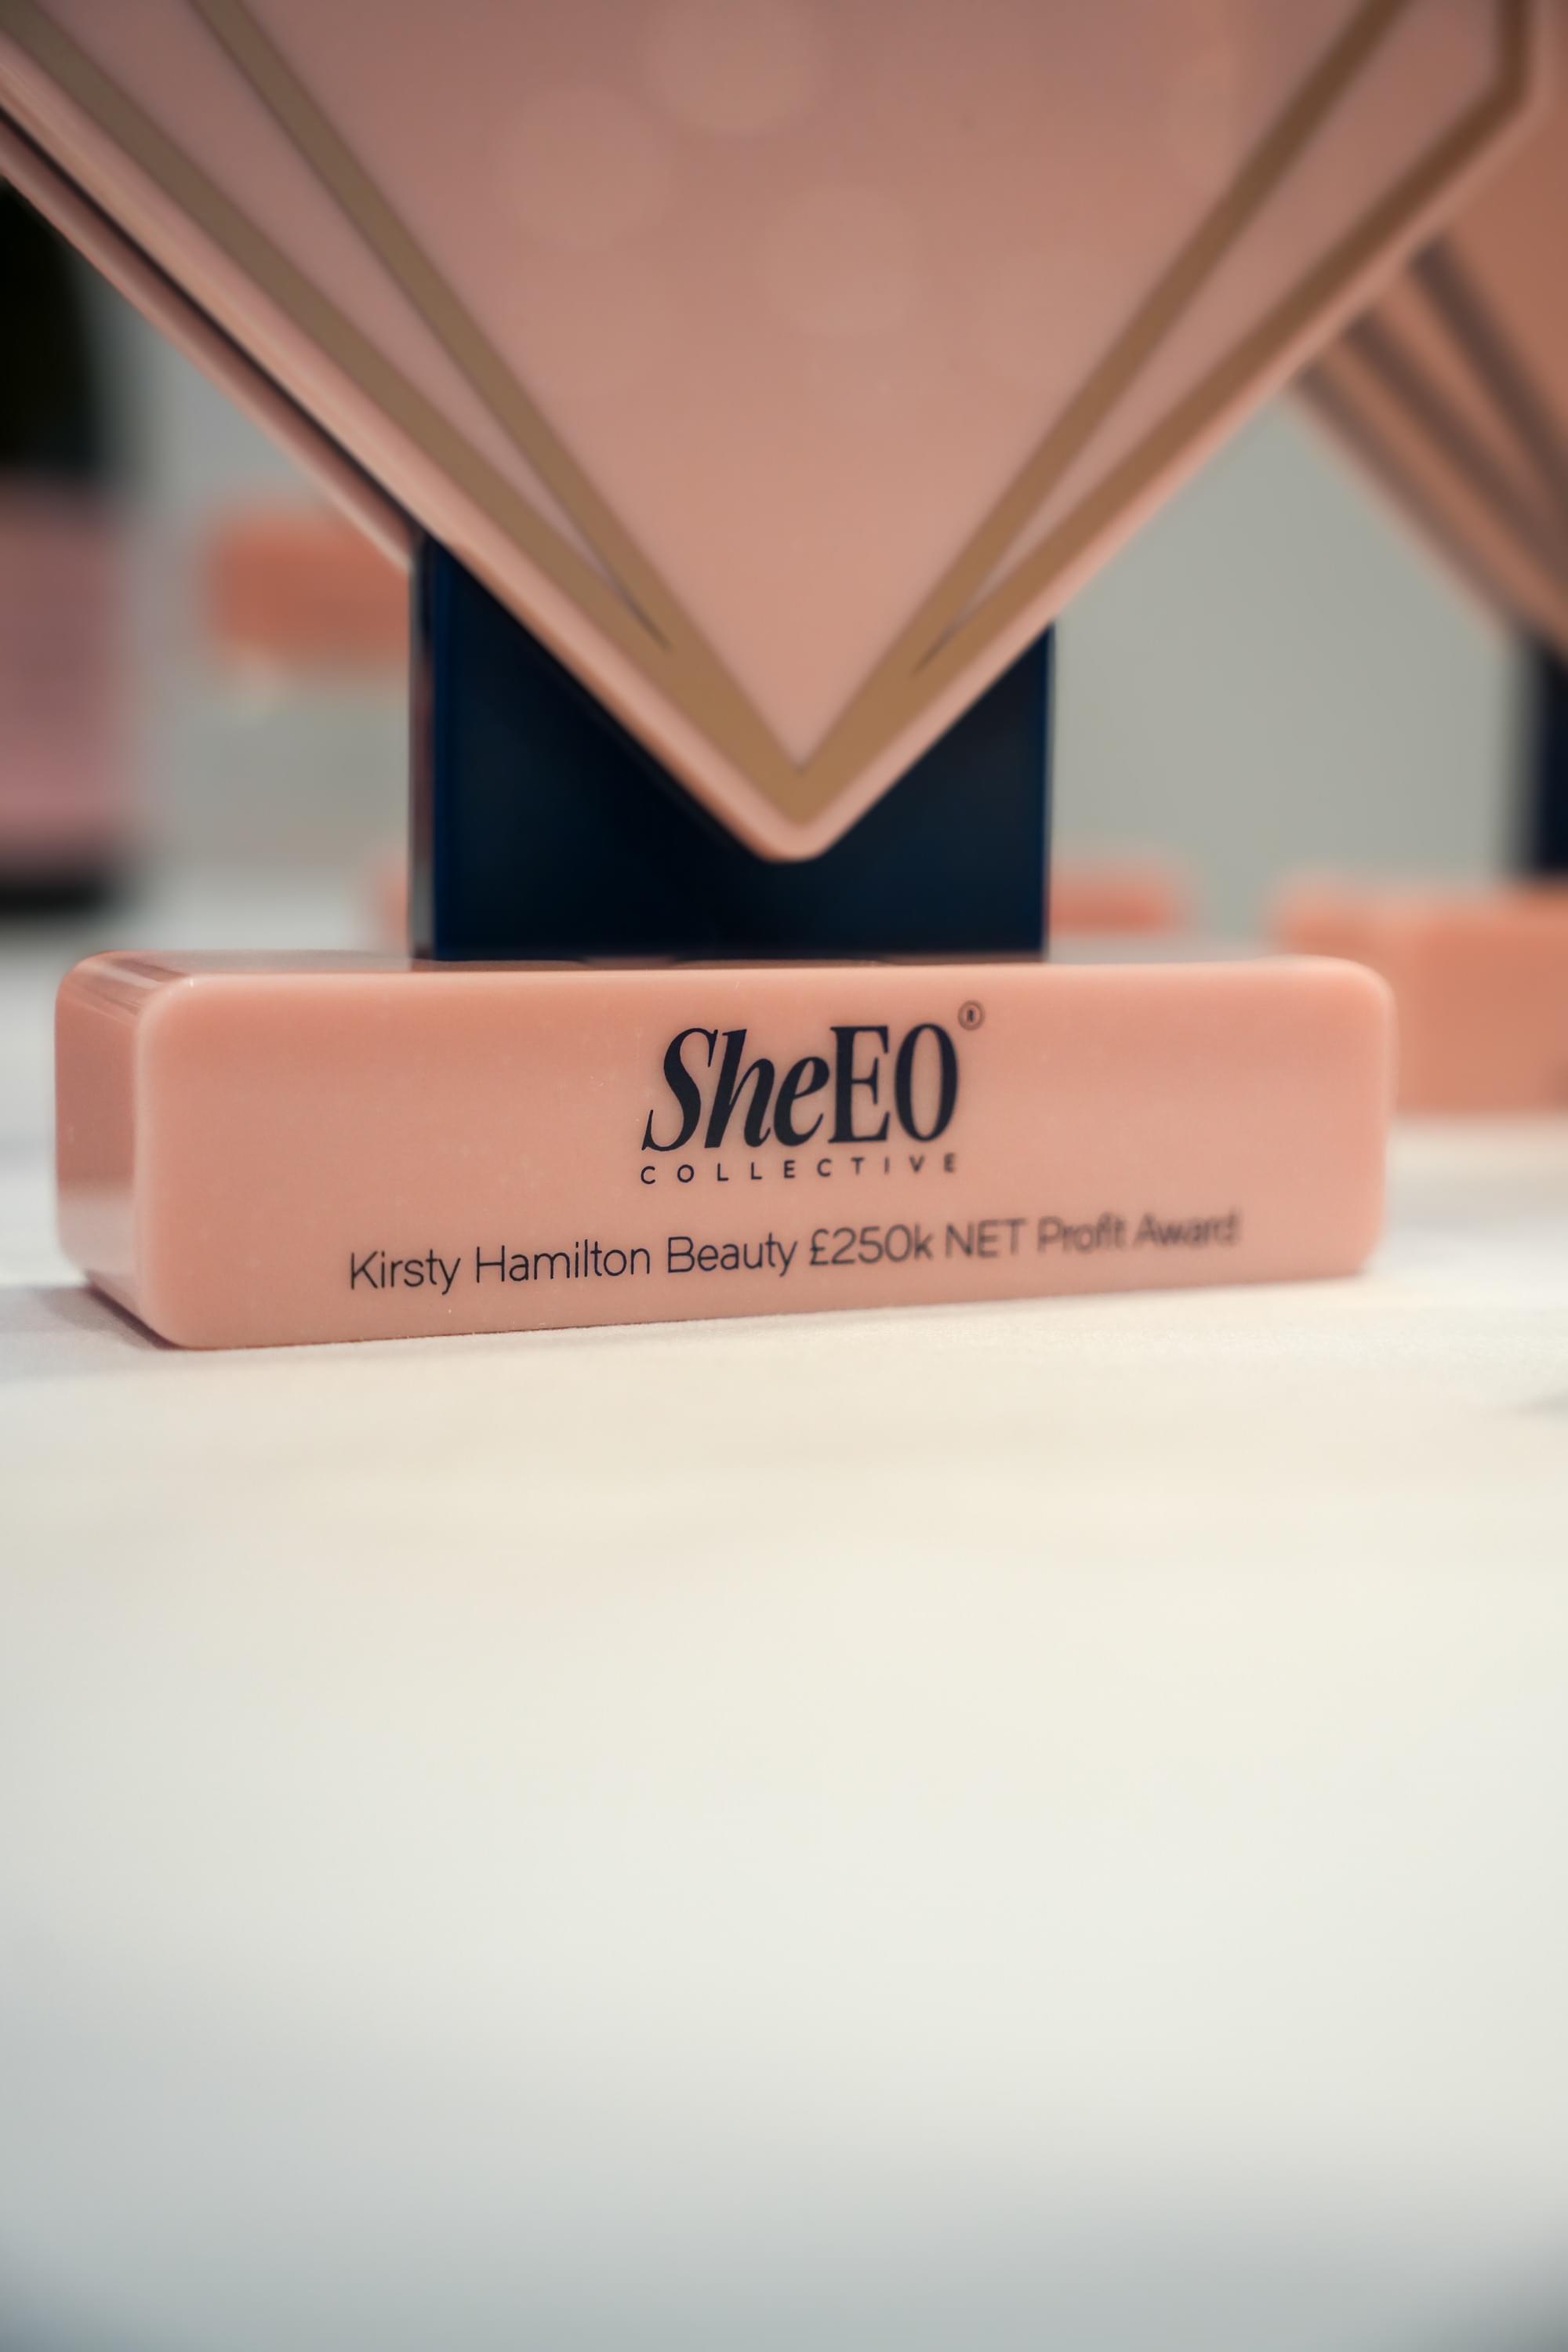 SheEO®
COLLECTIVE
Kirsty Hamilton Beauty £250k NET Profit Award